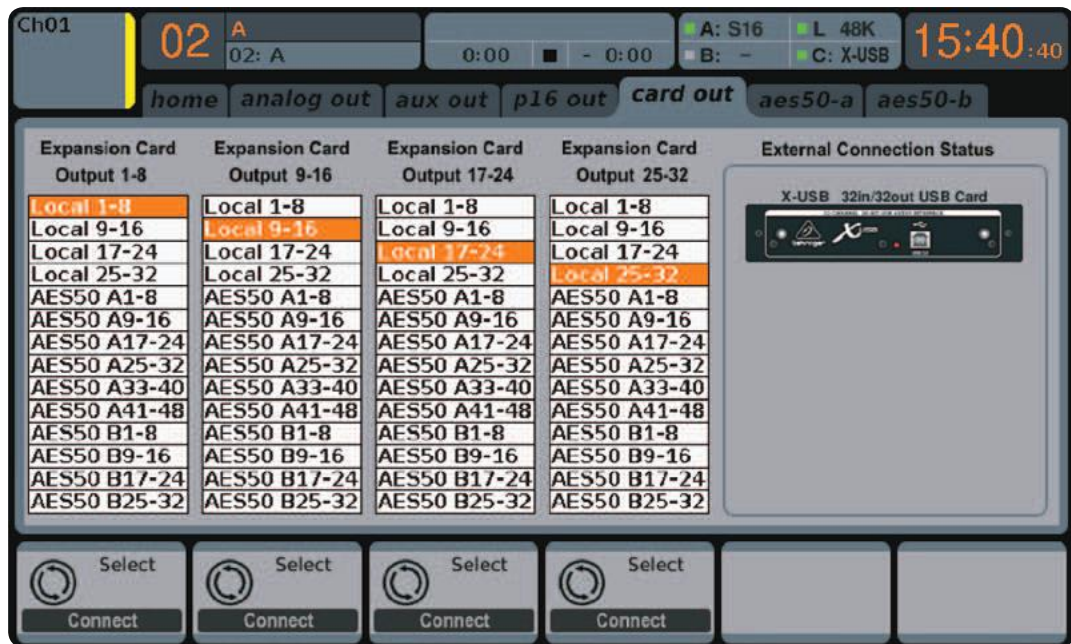 Ch01
02
A
02: A
0:00 - 0:00
A: S16
B: -
L 48K
C: X-USB
15:40:40
home
analog out
aux out
p16 out
card out
aes50-a
aes50-b
Expansion Card
Output 1-8
Local 1-8
Local 9-16
Local 17-24
Local 25-32
AES50 A1-8
AES50 A9-16
AES50 A17-24
AES50 A25-32
AES50 A33-40
AES50 A41-48
AES50 B1-8
AES50 B9-16
AES50 B17-24
AES50 B25-32
Expansion Card
Output 9-16
Local 1-8
Local 9-16
Local 17-24
Local 25-32
AES50 A1-8
AES50 A9-16
AES50 A17-24
AES50 A25-32
AES50 A33-40
AES50 A41-48
AES50 B1-8
AES50 B9-16
AES50 B17-24
AES50 B25-32
Expansion Card
Output 17-24
Local 1-8
Local 9-16
Local 17-24
Local 25-32
AES50 A1-8
AES50 A9-16
AES50 A17-24
AES50 A25-32
AES50 A33-40
AES50 A41-48
AES50 B1-8
AES50 B9-16
AES50 B17-24
AES50 B25-32
Expansion Card
Output 25-32
Local 1-8
Local 9-16
Local 17-24
Local 25-32
AES50 A1-8
AES50 A9-16
AES50 A17-24
AES50 A25-32
AES50 A33-40
AES50 A41-48
AES50 B1-8
AES50 B9-16
AES50 B17-24
AES50 B25-32
External Connection Status
X-USB 32in/32out USB Card
behringer
Select
Connect
Select
Connect
Select
Connect
Select
Connect